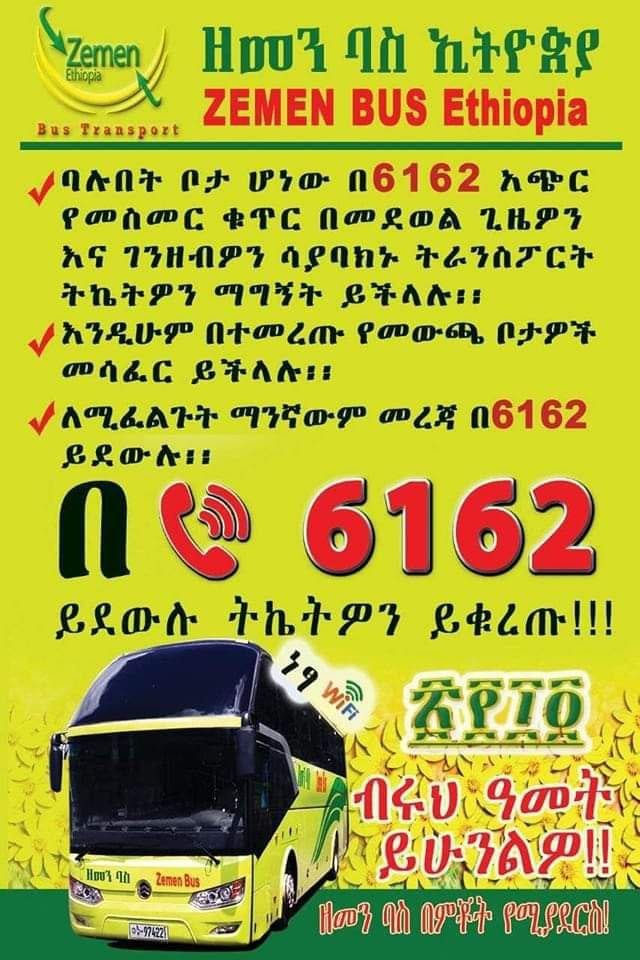 Zemen
Ethiopia
Bus Transport
ዘመን ባስ ኢትዮጵያ
ZEMEN BUS Ethiopia
ባሉበት ቦታ ሆነው በ6162 አጭር
የመስመር ቁጥር በመደወል ጊዜዎን
እና ገንዘብዎን ሳያባክኑ ትራንስፖርት
ትኬትዎን ማግኝት ይችላሉ፡፡
እንዲሁም በተመረጡ የመውጫ ቦታዎች
መሳፈር ይችላሉ፡፡
ለሚፈልጉት ማንኛውም መረጃ በ6162
ይደውሉ፡፡
በ 6162
ይደውሉ ትኬትዎን ይቁረጡ!!!
ነፃ WiFi
ብሩህ ዓመት
ይሁንልዎ!!
ዘመን ባስ Zemen Bus
97422
ዘመን ባስ በምቾት የሚያደርስ!